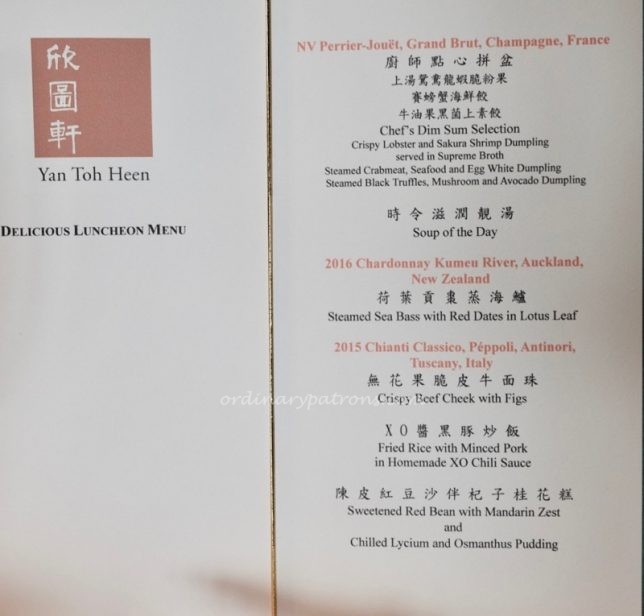 欣圖軒
Yan Toh Heen
DELICIOUS LUNCHEON MENU
NV Perrier-Jouët, Grand Brut, Champagne, France
廚師點心拼盆
上湯鴛鴦龍蝦脆粉果
賽螃蟹海鮮餃
牛油果黑菌上素餃
Chef's Dim Sum Selection
Crispy Lobster and Sakura Shrimp Dumpling
served in Supreme Broth
Steamed Crabmeat, Seafood and Egg White Dumpling
Steamed Black Truffles, Mushroom and Avocado Dumpling
時令滋潤靚湯
Soup of the Day
2016 Chardonnay Kumeu River, Auckland,
New Zealand
荷葉貢棗蒸海鱸
Steamed Sea Bass with Red Dates in Lotus Leaf
2015 Chianti Classico, Péppoli, Antinori,
Tuscany, Italy
無花果脆皮牛面珠
Crispy Beef Cheek with Figs
ordinarypatrons
XO醬黑豚炒飯
Fried Rice with Minced Pork
in Homemade XO Chili Sauce
陳皮紅豆沙伴杞子桂花糕
Sweetened Red Bean with Mandarin Zest
and
Chilled Lycium and Osmanthus Pudding